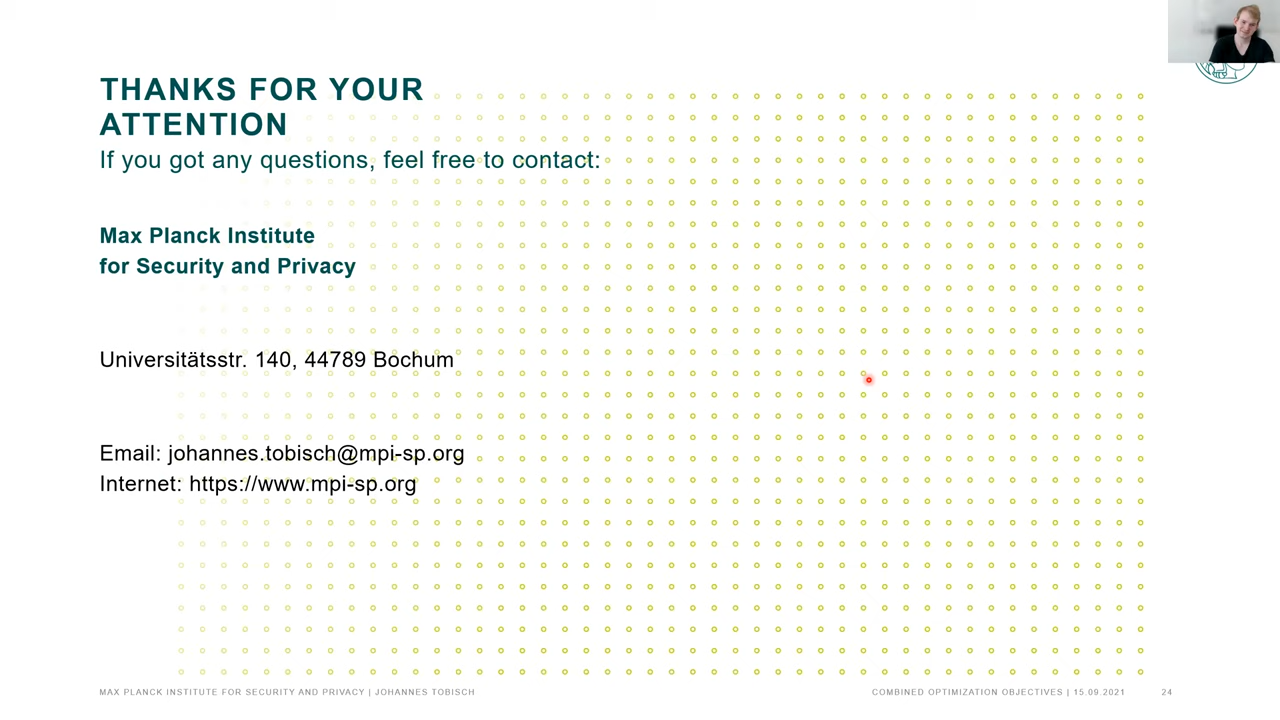 THANKS FOR YOUR
ATTENTION
If you got any questions, feel free to contact:
Max Planck Institute
for Security and Privacy
Universitätsstr. 140, 44789 Bochum
Email: johannes.tobisch@mpi-sp.org
Internet: https://www.mpi-sp.org
MAX PLANCK INSTITUTE FOR SECURITY AND PRIVACY | JOHANNES TOBISCH
COMBINED OPTIMIZATION OBJECTIVES | 15.09.2021
24